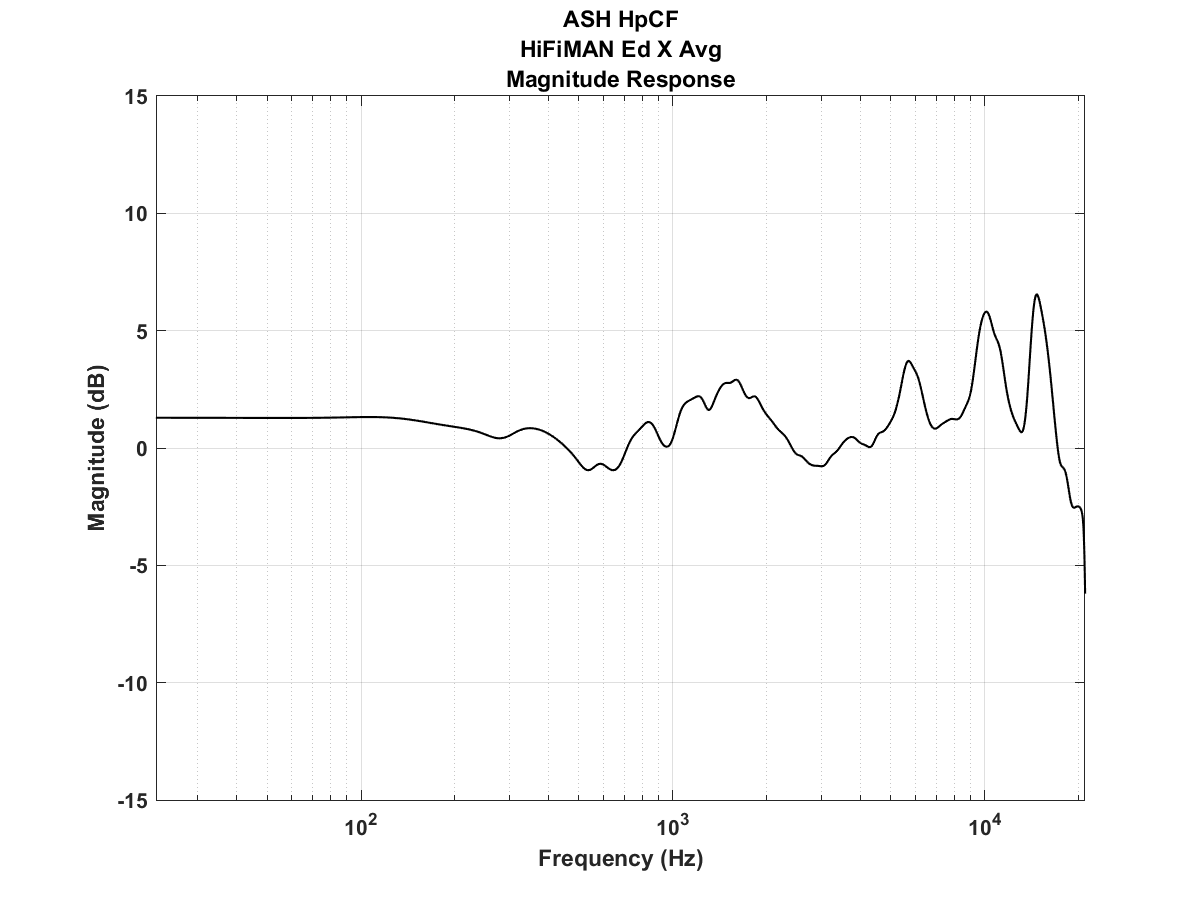 ASH HpCF
HiFiMAN Ed X Avg
Magnitude Response
15
10
5
0
-5
-10
-15
Magnitude (dB)
10²
10³
10⁴
Frequency (Hz)